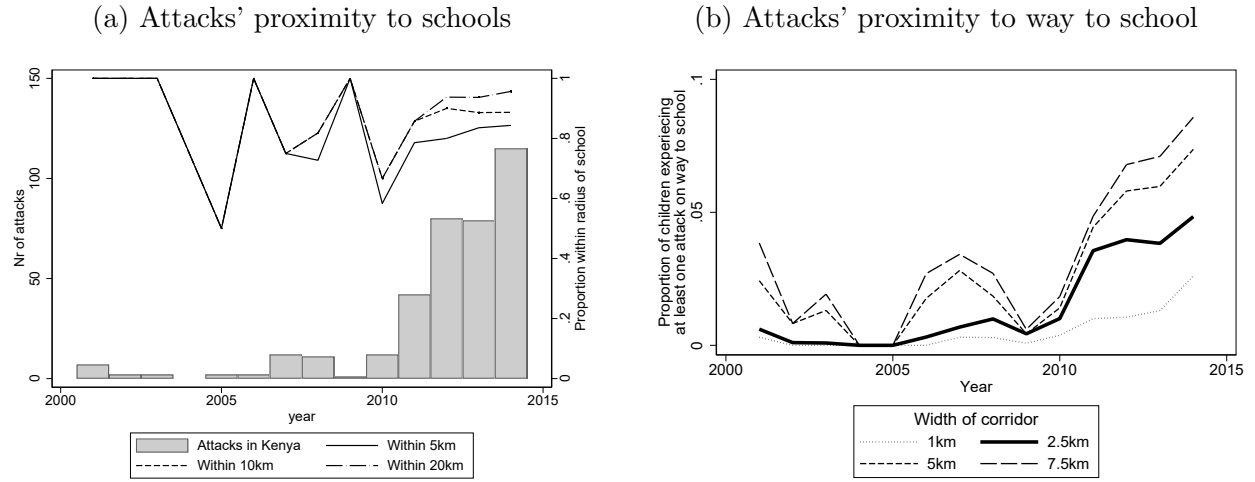 (a) Attacks' proximity to schools
150
100
50
0
Nr of attacks
1
.8
.6
.4
.2
0
Proportion within radius of school
2000 2005 2010 2015
year
Attacks in Kenya Within 5km
Within 10km Within 20km
(b) Attacks' proximity to way to school
.1
.05
0
Proportion of children experiecing
at least one attack on way to school
2000 2005 2010 2015
Year
Width of corridor
1km 2.5km
5km 7.5km